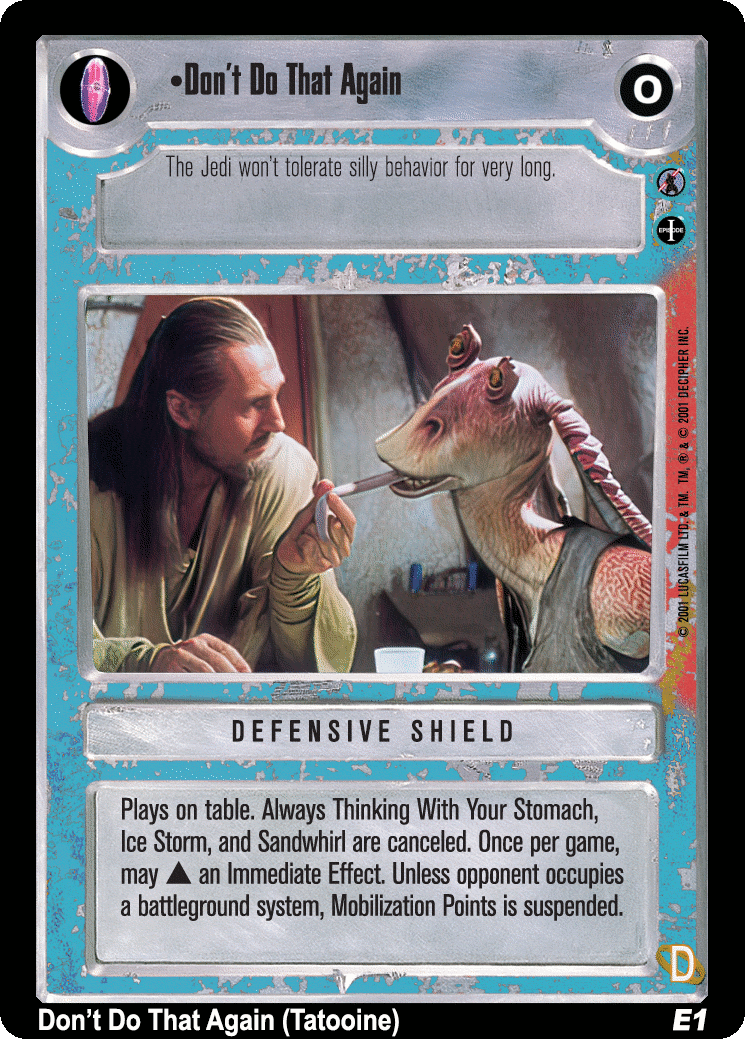 •Don't Do That Again
O
The Jedi won't tolerate silly behavior for very long.
EPISODE
I
© 2001 LUCASFILM LTD. & TM. TM, ® & © 2001 DECIPHER INC.
DEFENSIVE SHIELD
Plays on table. Always Thinking With Your Stomach,
Ice Storm, and Sandwhirl are canceled. Once per game,
may ▲ an Immediate Effect. Unless opponent occupies
a battleground system, Mobilization Points is suspended.
D
Don't Do That Again (Tatooine)
E1